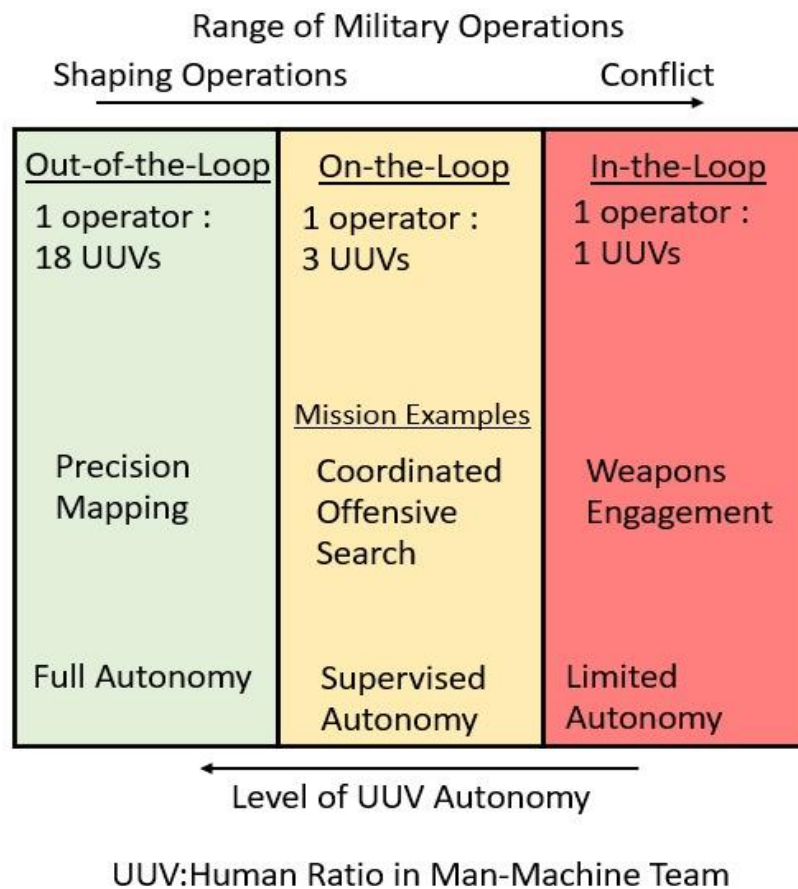 Range of Military Operations
Shaping Operations Conflict
Out-of-the-Loop
1 operator :
18 UUVs
Precision
Mapping
Full Autonomy
On-the-Loop
1 operator :
3 UUVs
Mission Examples
Coordinated
Offensive
Search
Supervised
Autonomy
In-the-Loop
1 operator :
1 UUVs
Weapons
Engagement
Limited
Autonomy
Level of UUV Autonomy
UUV:Human Ratio in Man-Machine Team